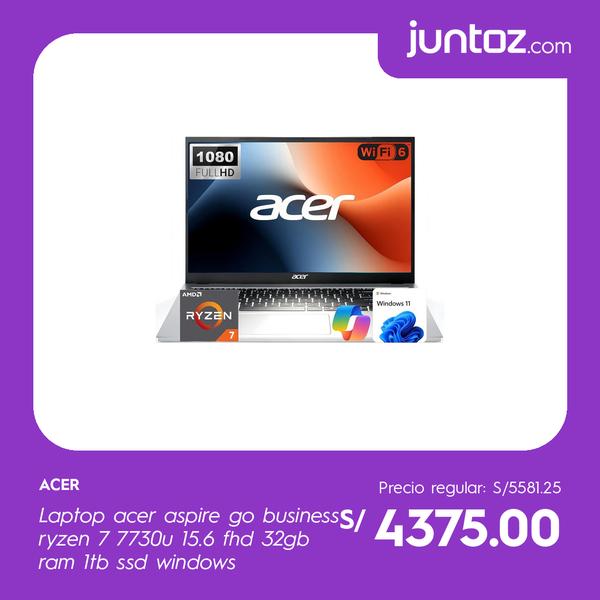 juntoz.com
1080
FULL HD
WiFi 6
acer
acer
AMD
RYZEN
7
Windows 11
ACER
Precio regular: S/5581.25
Laptop acer aspire go business
ryzen 7 7730u 15.6 fhd 32gb
ram 1tb ssd windows
S/ 4375.00